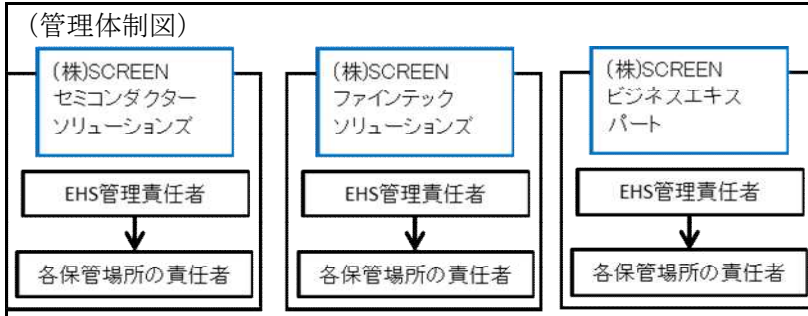 (管理体制図)
(株)SCREEN
セミコンダクター
ソリューションズ
EHS管理責任者
各保管場所の責任者
(株)SCREEN
ファインテック
ソリューションズ
EHS管理責任者
各保管場所の責任者
(株)SCREEN
ビジネスエキス
パート
EHS管理責任者
各保管場所の責任者